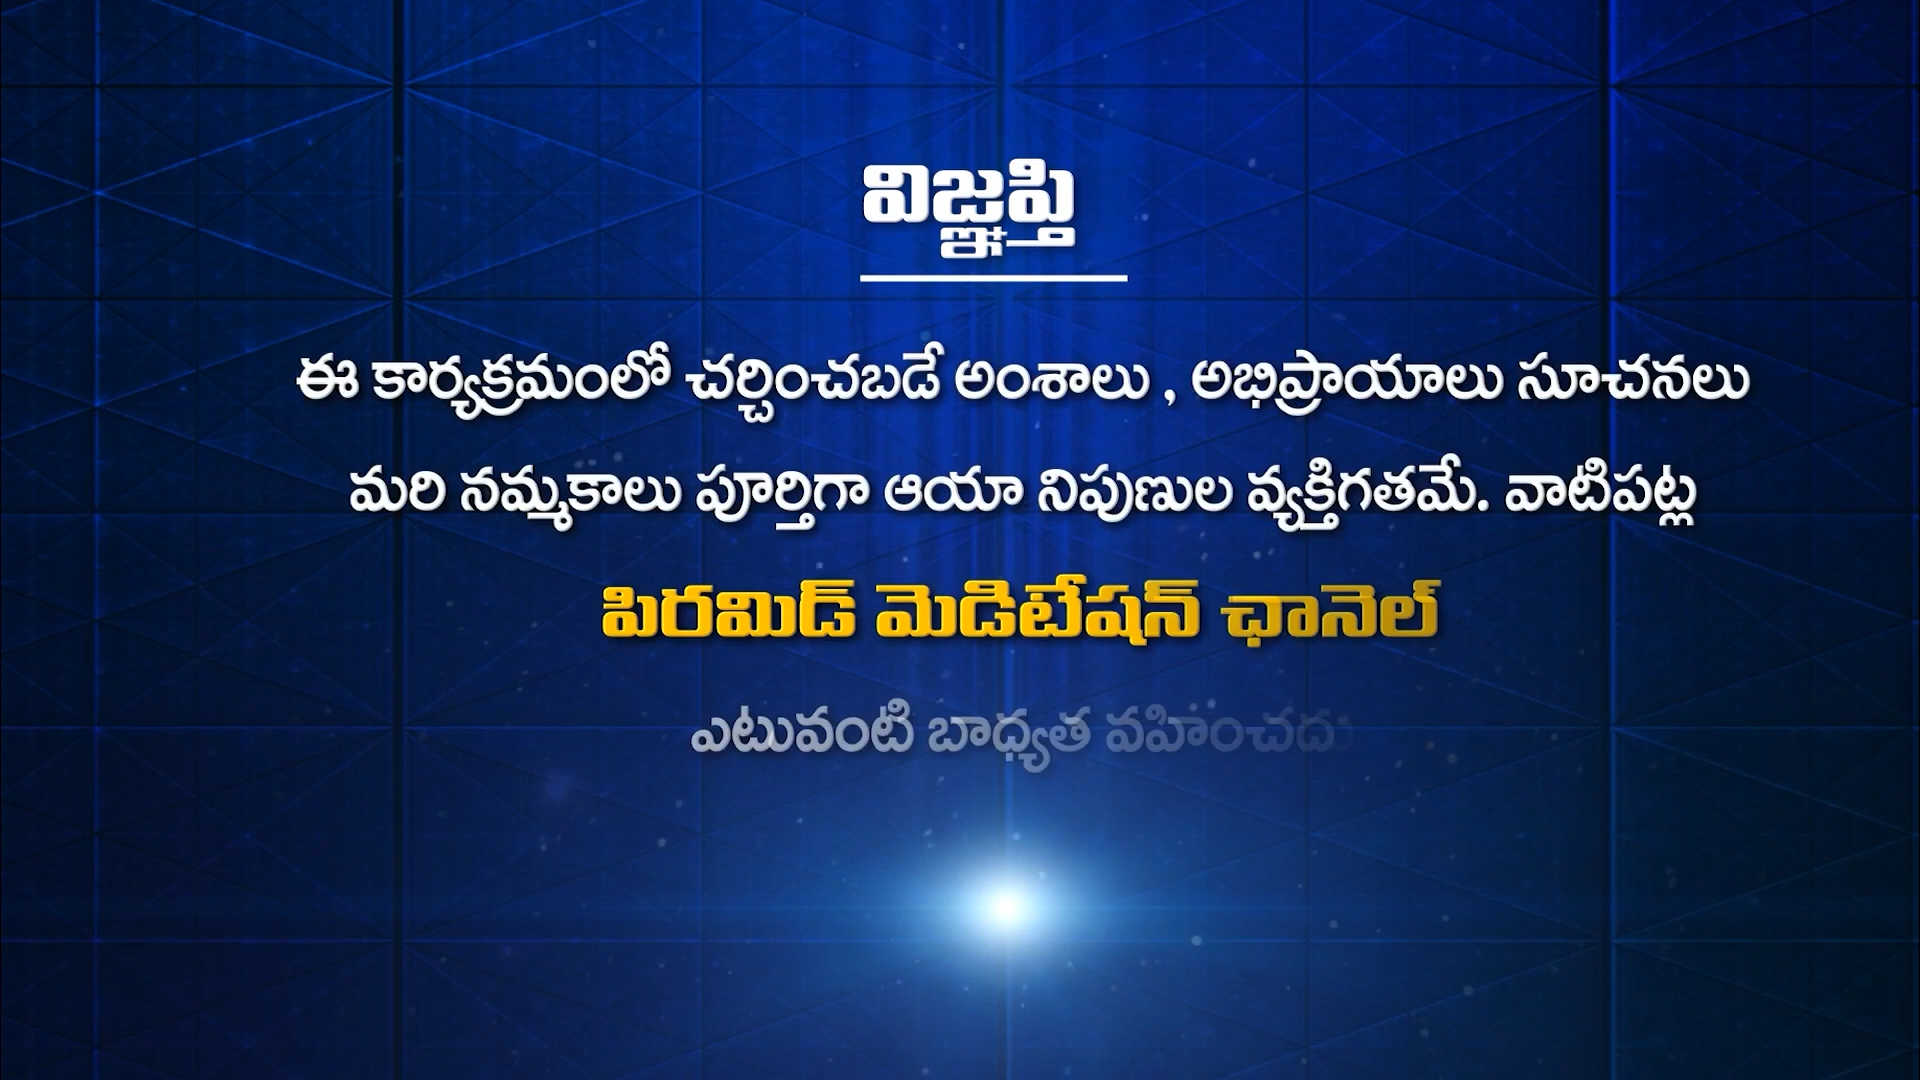 విజ్ఞప్తి
ఈ కార్యక్రమంలో చర్చించబడే అంశాలు , అభిప్రాయాలు సూచనలు
మరి నమ్మకాలు పూర్తిగా ఆయా నిపుణుల వ్యక్తిగతమే. వాటిపట్ల
పిరమిడ్ మెడిటేషన్ ఛానెల్
ఎటువంటి బాధ్యత వహించదు